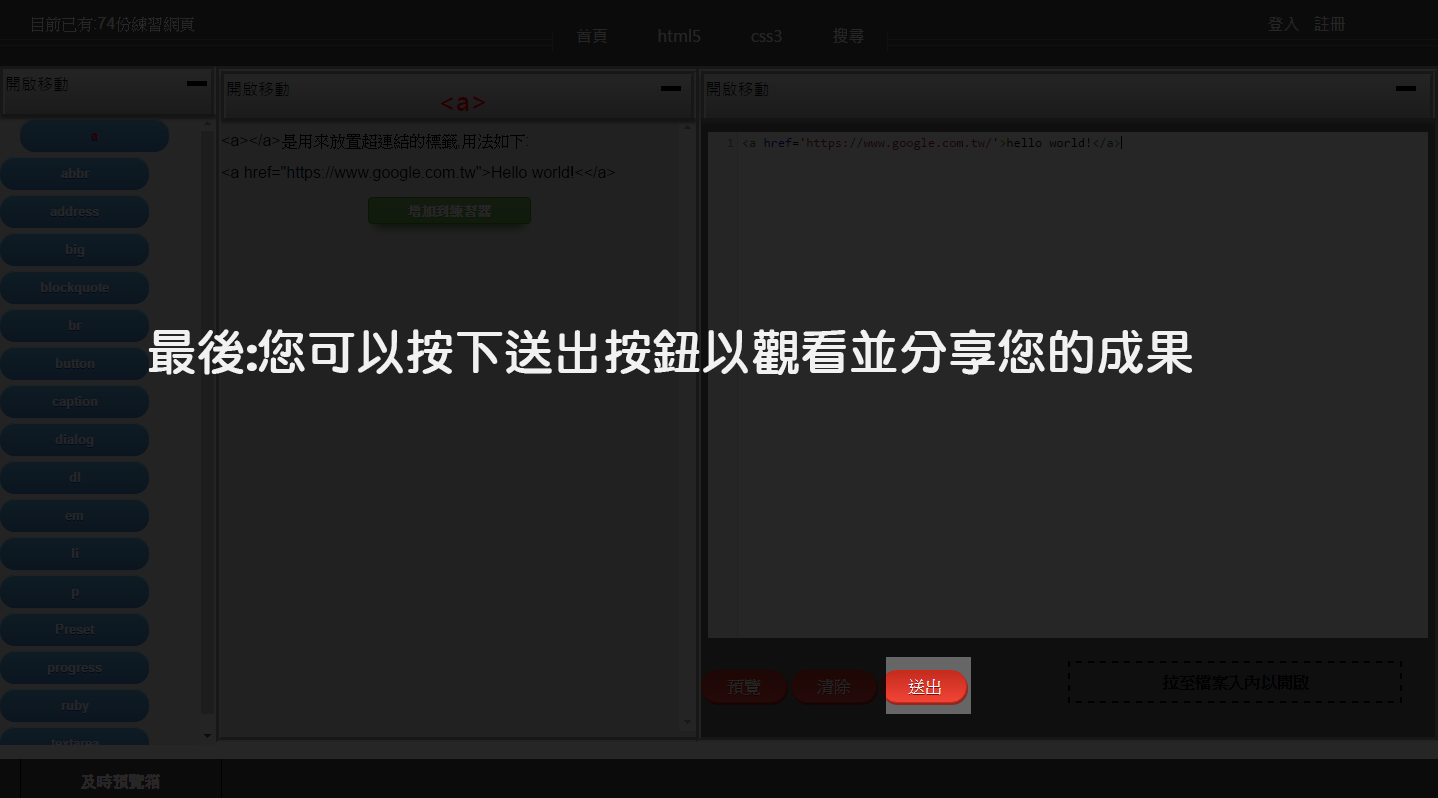 目前已有:74份練習網頁
首頁
html5
css3
搜尋
登入
註冊
開啟移動
a
abbr
address
big
blockquote
br
button
caption
dialog
dl
em
li
p
Preset
progress
ruby
textarea
開啟移動
<a>
<a></a>是用來放置超連結的標籤,用法如下:
<a href="https://www.google.com.tw">Hello world!<</a>
增加到練習器
開啟移動
1 <a href='https://www.google.com.tw/'>hello world!</a>
最後:您可以按下送出按鈕以觀看並分享您的成果
預覽
清除
送出
拉至檔案入內以開啟
及時預覽箱